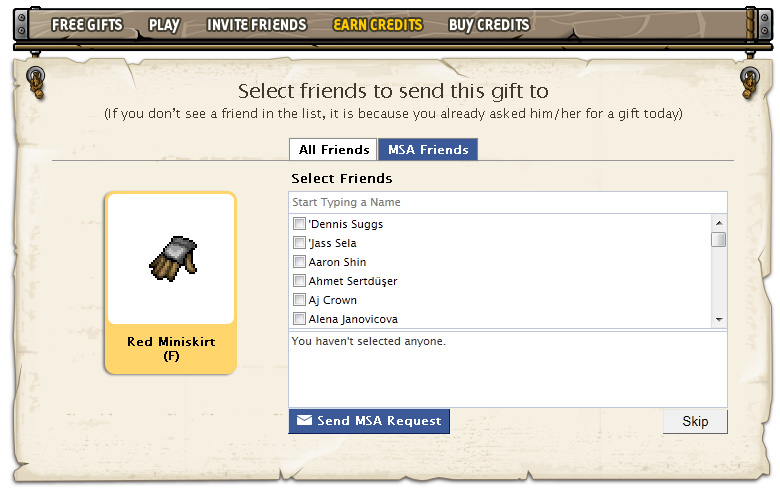 FREE GIFTS PLAY INVITE FRIENDS EARN CREDITS BUY CREDITS
Select friends to send this gift to
(If you don't see a friend in the list, it is because you already asked him/her for a gift today)
All Friends MSA Friends
Select Friends
Start Typing a Name
'Dennis Suggs
'Jass Sela
Aaron Shin
Ahmet Sertdüşer
Aj Crown
Alena Janovicova
Red Miniskirt
(F)
You haven't selected anyone.
Send MSA Request Skip